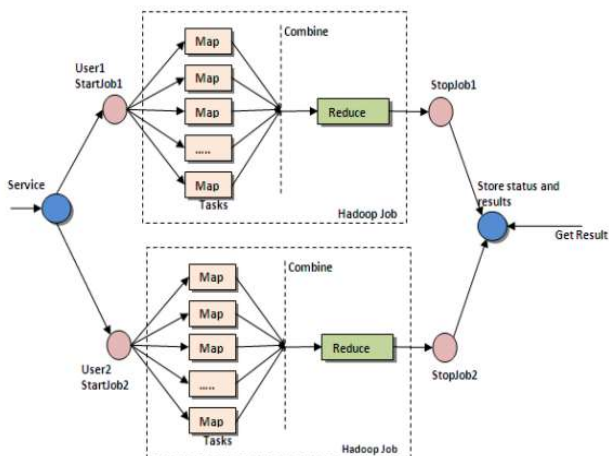 Combine
Map
User1
StartJob1
Map
StopJob1
Map
Reduce
.....
Service
Map
Tasks
Hadoop Job
Store status and
results
Get Result
Combine
Map
Map
Map
Reduce
User2
StartJob2
.....
StopJob2
Map
Tasks
Hadoop Job